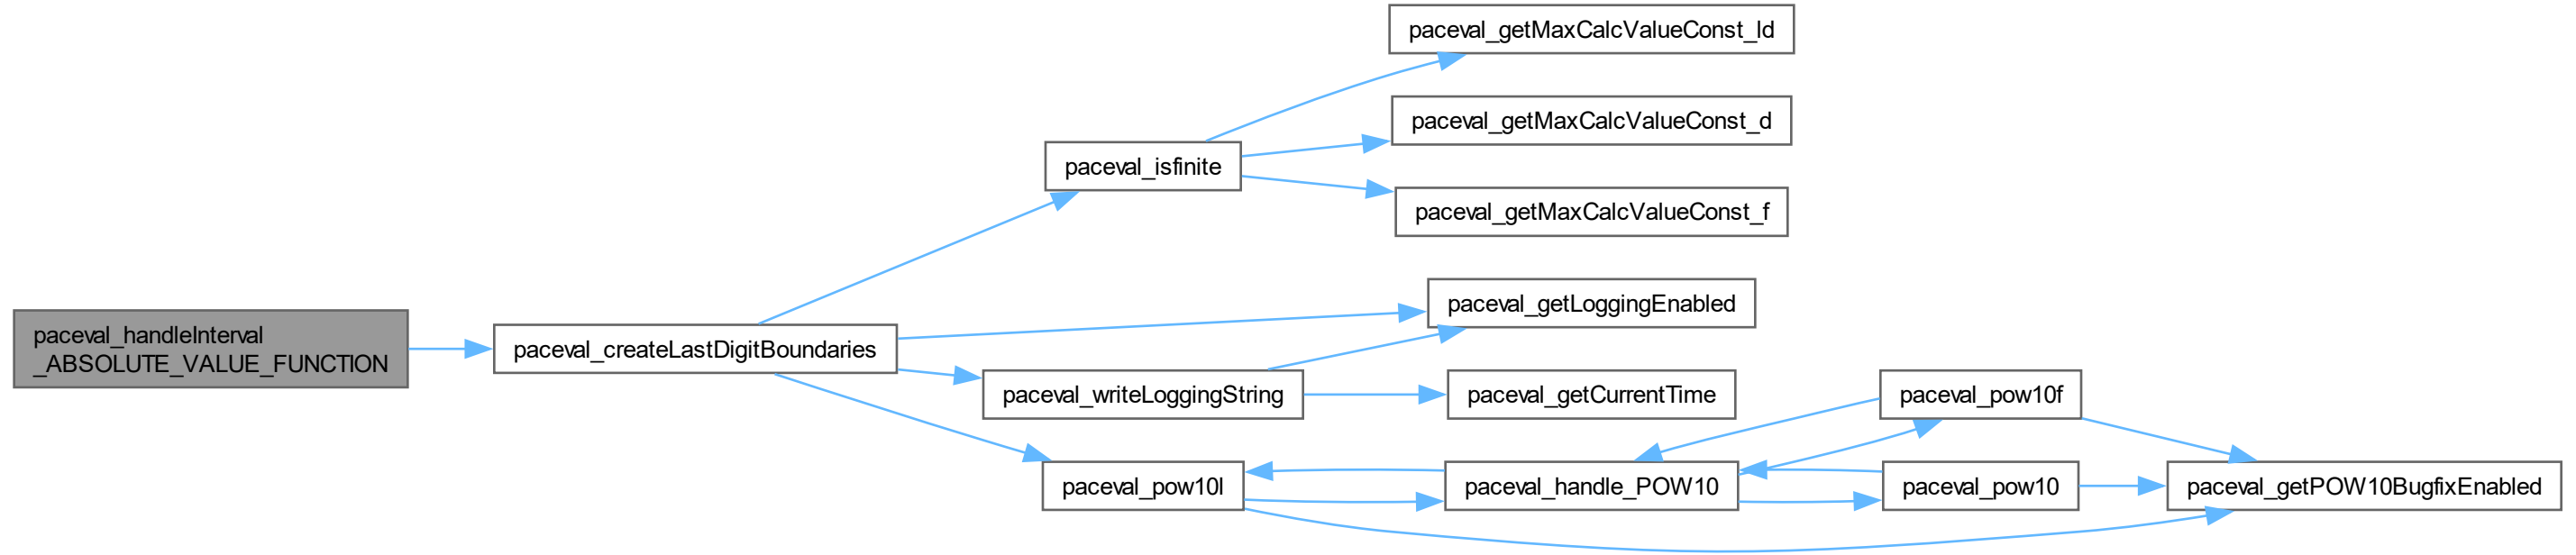 paceval_getMaxCalcValueConst_ld
paceval_getMaxCalcValueConst_d
paceval_isfinite
paceval_getMaxCalcValueConst_f
paceval_getLoggingEnabled
paceval_handleInterval
_ABSOLUTE_VALUE_FUNCTION
paceval_createLastDigitBoundaries
paceval_writeLoggingString
paceval_getCurrentTime
paceval_pow10f
paceval_pow10l
paceval_handle_POW10
paceval_pow10
paceval_getPOW10BugfixEnabled